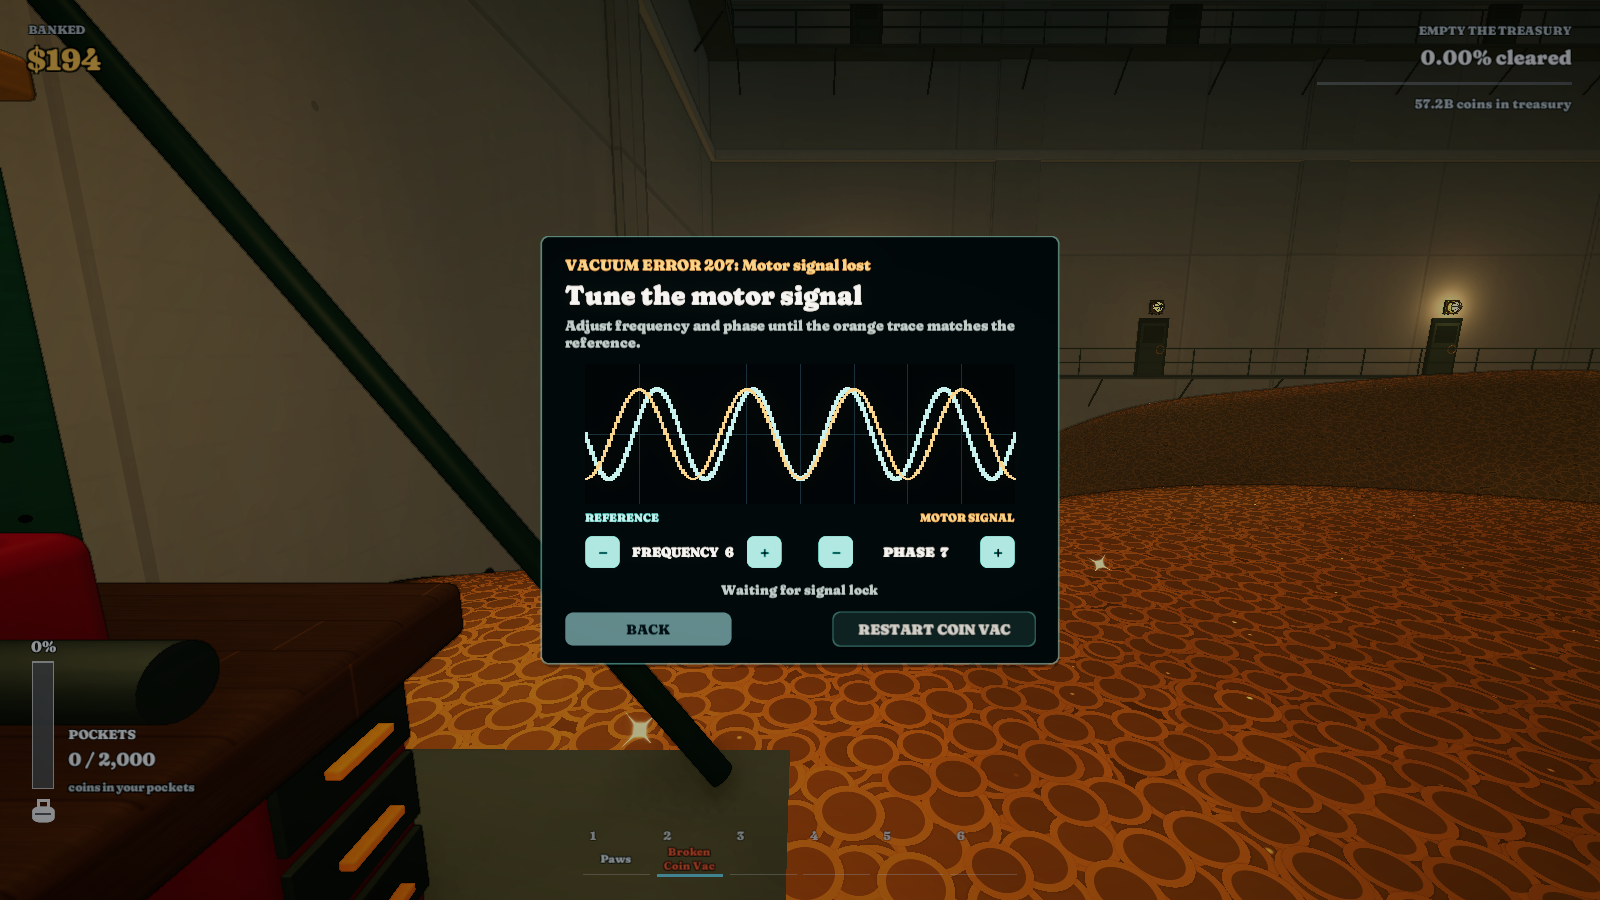 BANKED
$194
EMPTY THE TREASURY
0.00% cleared
57.2B coins in treasury
VACUUM ERROR 207: Motor signal lost
Tune the motor signal
Adjust frequency and phase until the orange trace matches the
reference.
REFERENCE
MOTOR SIGNAL
− FREQUENCY 6 +
− PHASE 7 +
Waiting for signal lock
BACK
RESTART COIN VAC
0%
POCKETS
0 / 2,000
coins in your pockets
1 2 3 4 5 6
Paws
Broken
Coin Vac